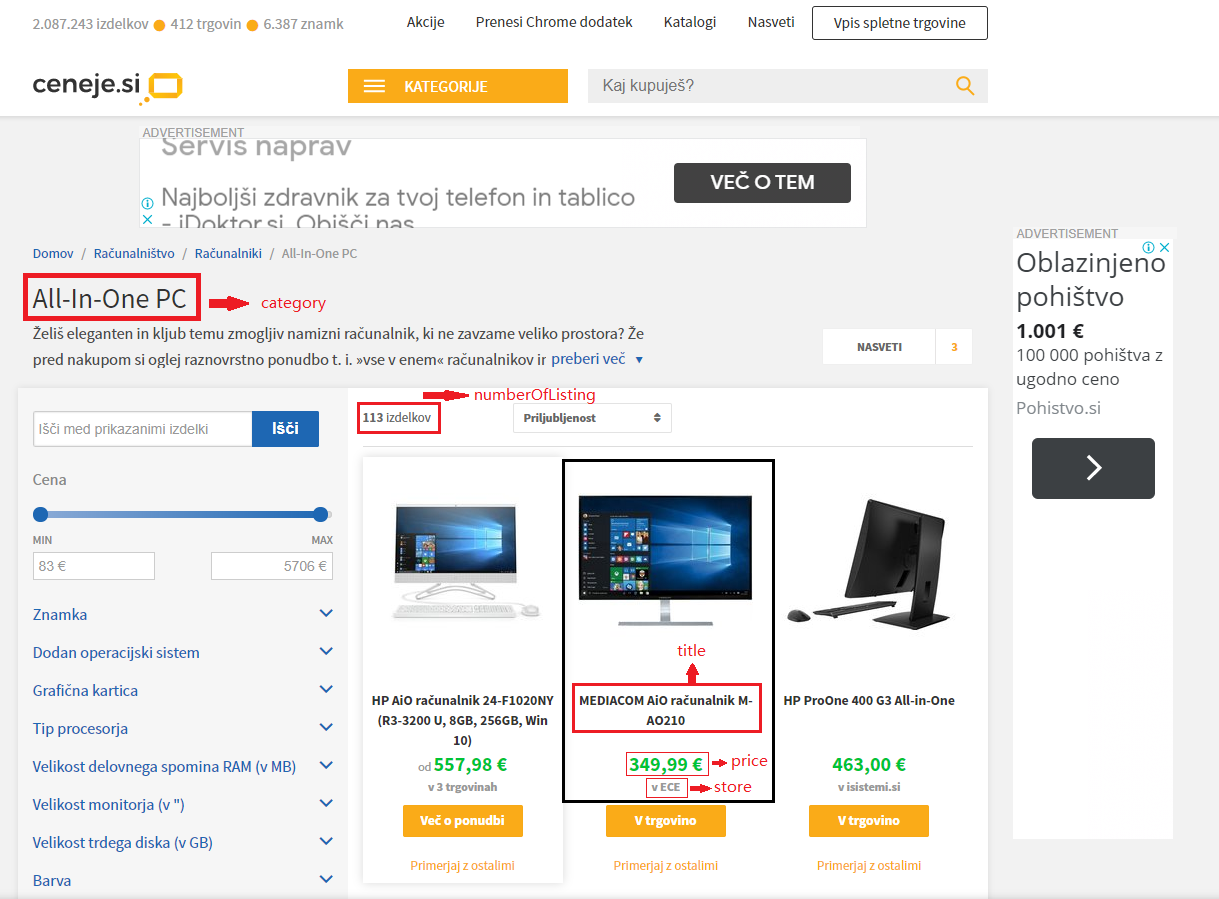 2.087.243 izdelkov 412 trgovin 6.387 znamk
Akcije Prenesi Chrome dodatek Katalogi Nasveti Vpis spletne trgovine
ceneje.si KATEGORIJE Kaj kupuješ?
ADVERTISEMENT
Servis naprav
Najboljši zdravnik za tvoj telefon in tablico
- iDoktor.si. Obišči nas
VEČ O TEM
ADVERTISEMENT
Oblazinjeno
pohištvo
1.001 €
100 000 pohištva z
ugodno ceno
Pohistvo.si
Domov / Računalništvo / Računalniki / All-In-One PC
All-In-One PC category
Želiš eleganten in kljub temu zmogljiv namizni računalnik, ki ne zavzame veliko prostora? Že
pred nakupom si oglej raznovrstno ponudbo t. i. »vse v enem« računalnikov in preberi več
NASVETI 3
numberOfListing
113 izdelkov Priljubljenost
Išči med prikazanimi izdelki Išči
Cena
MIN MAX
83 € 5706 €
Znamka
Dodan operacijski sistem
Grafična kartica
Tip procesorja
Velikost delovnega spomina RAM (v MB)
Velikost monitorja (v ")
Velikost trdega diska (v GB)
Barva
HP AiO računalnik 24-F1020NY
(R3-3200 U, 8GB, 256GB, Win
10)
od 557,98 €
v 3 trgovinah
Več o ponudbi
Primerjaj z ostalimi
title
MEDIACOM AiO računalnik M-
AO210
349,99 € price
v ECE store
V trgovino
Primerjaj z ostalimi
HP ProOne 400 G3 All-in-One
463,00 €
v isistemi.si
V trgovino
Primerjaj z ostalimi